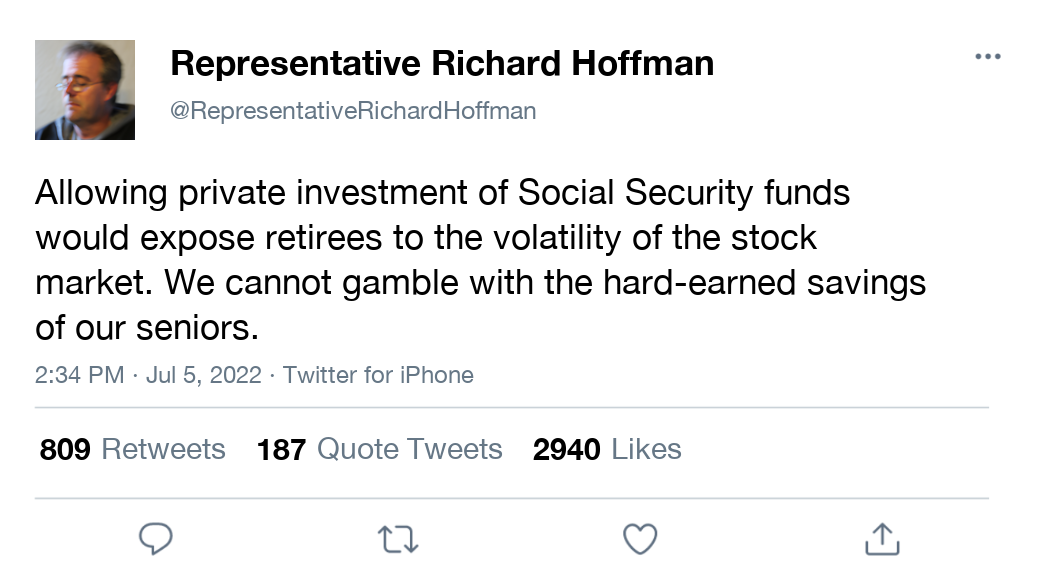 Representative Richard Hoffman
@RepresentativeRichardHoffman
Allowing private investment of Social Security funds
would expose retirees to the volatility of the stock
market. We cannot gamble with the hard-earned savings
of our seniors.
2:34 PM · Jul 5, 2022 · Twitter for iPhone
809 Retweets 187 Quote Tweets 2940 Likes